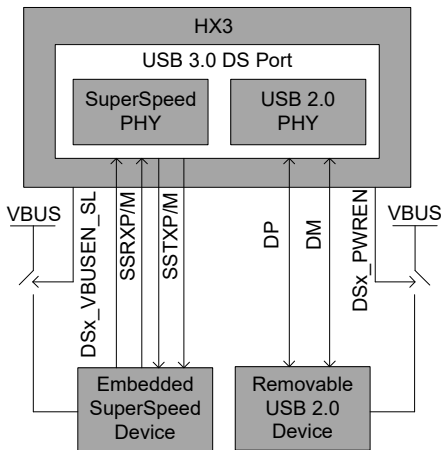 HX3
USB 3.0 DS Port
SuperSpeed
PHY
USB 2.0
PHY
VBUS
DSx_VBUSEN_SL
SSRXP/M
SSTXP/M
DP
DM
DSx_PWREN
VBUS
Embedded
SuperSpeed
Device
Removable
USB 2.0
Device